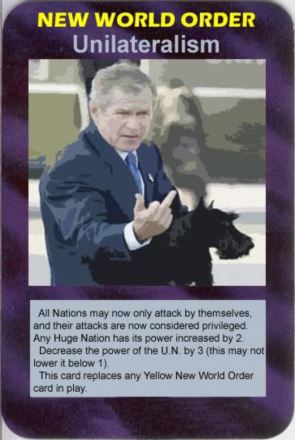 NEW WORLD ORDER
Unilateralism
All Nations may now only attack by themselves,
and their attacks are now considered privileged.
Any Huge Nation has its power increased by 2.
Decrease the power of the U.N. by 3 (this may not
lower it below 1).
This card replaces any Yellow New World Order
card in play.